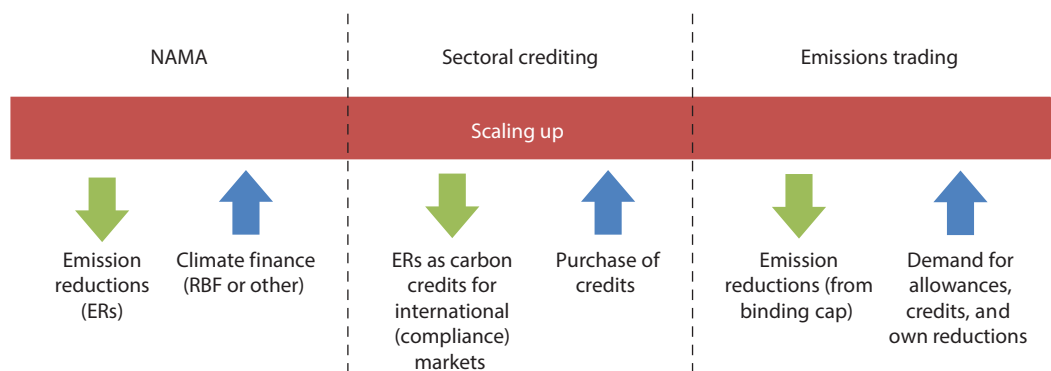 NAMA
Sectoral crediting
Emissions trading
Scaling up
Emission
reductions
(ERs)
Climate finance
(RBF or other)
ERs as carbon
credits for
international
(compliance)
markets
Purchase of
credits
Emission
reductions (from
binding cap)
Demand for
allowances,
credits, and
own reductions